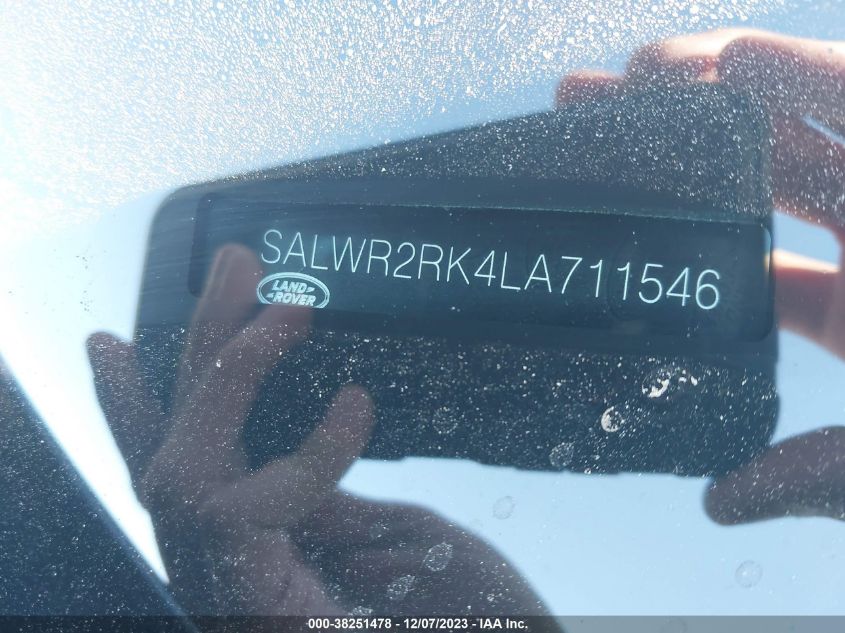 SALWR2RK4LA711546
LAND
ROVER
000-38251478 - 12/07/2023 - IAA Inc.